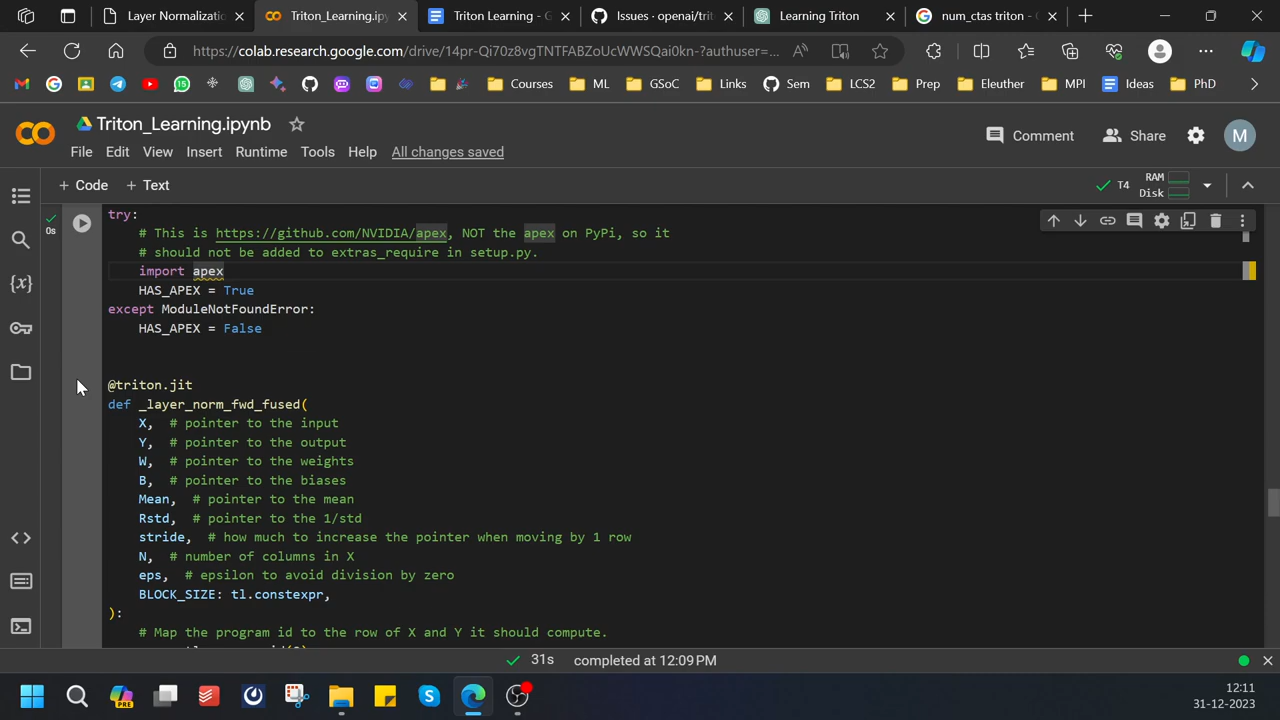 Layer Normalizatio
Triton_Learning.ipy
Triton Learning - G
Issues · openai/trit
Learning Triton
num_ctas triton - G
https://colab.research.google.com/drive/14pr-Qi70z8vgTNTFABZoUcWWSQai0kn-?authuser=...
Courses
ML
GSoC
Links
Sem
LCS2
Prep
Eleuther
MPI
Ideas
PhD
Triton_Learning.ipynb
Comment
Share
M
File Edit View Insert Runtime Tools Help All changes saved
+ Code + Text
T4
RAM
Disk
0s
try:
# This is https://github.com/NVIDIA/apex, NOT the apex on PyPi, so it
# should not be added to extras_require in setup.py.
import apex
HAS_APEX = True
except ModuleNotFoundError:
HAS_APEX = False
@triton.jit
def _layer_norm_fwd_fused(
X, # pointer to the input
Y, # pointer to the output
W, # pointer to the weights
B, # pointer to the biases
Mean, # pointer to the mean
Rstd, # pointer to the 1/std
stride, # how much to increase the pointer when moving by 1 row
N, # number of columns in X
eps, # epsilon to avoid division by zero
BLOCK_SIZE: tl.constexpr,
):
# Map the program id to the row of X and Y it should compute.
31s completed at 12:09 PM
PRE
12:11
31-12-2023